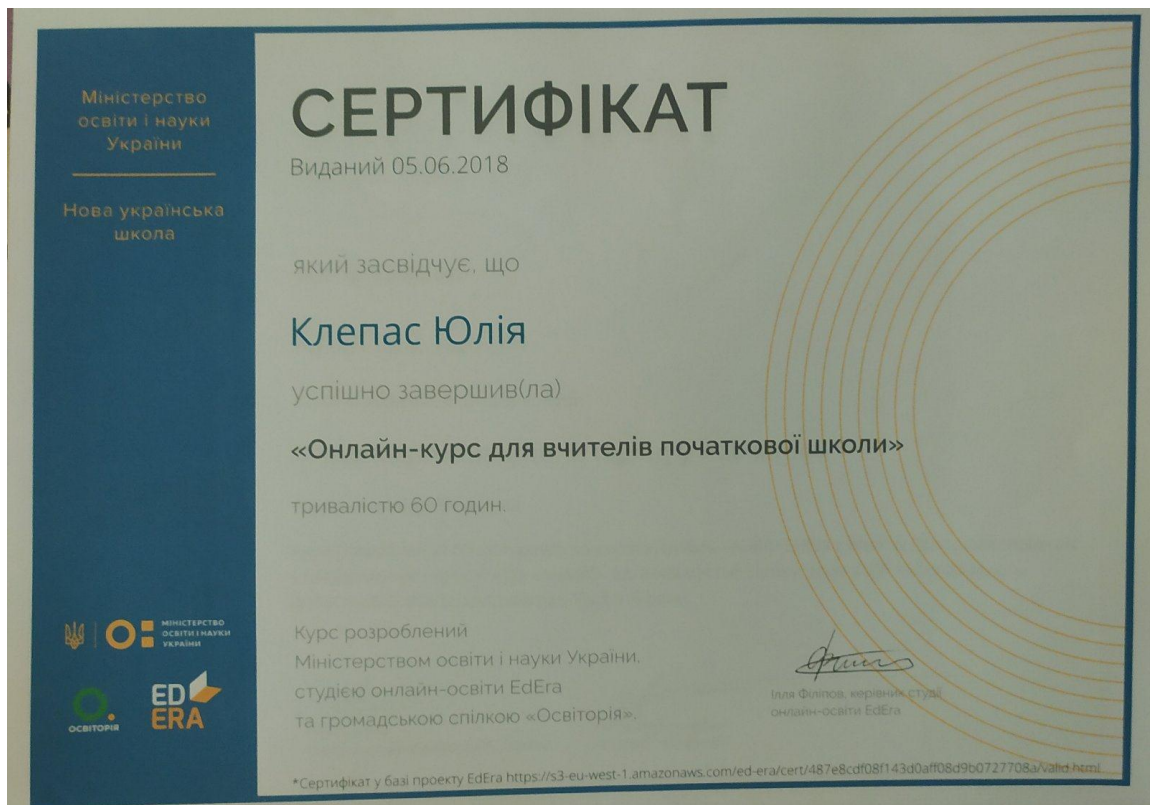 Міністерство
освіти і науки
України
Нова українська
школа
СЕРТИФІКАТ
Виданий 05.06.2018
який засвідчує, що
Клепас Юлія
успішно завершив(ла)
«Онлайн-курс для вчителів початкової школи»
тривалістю 60 годин.
МІНІСТЕРСТВО
ОСВІТИ І НАУКИ
УКРАЇНИ
ОСВІТОРІЯ
ED
ERA
Курс розроблений
Міністерством освіти і науки України,
студією онлайн-освіти EdEra
та громадською спілкою «Освіторія».
Ілля Філіпов, керівник студії
онлайн-освіти EdEra
*Сертифікат у базі проекту EdEra https://s3-eu-west-1.amazonaws.com/ed-era/cert/487e8cdf08f143d0aff08d9b0727708a/valid.html